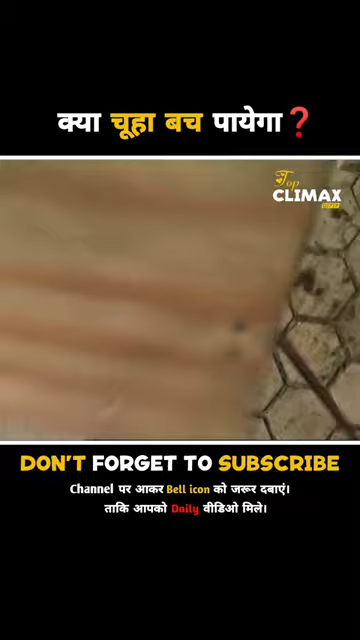 क्या चूहा बच पायेगा❓
Top
CLIMAX
DON'T FORGET TO SUBSCRIBE
Channel पर आकर Bell icon को जरूर दबाएं।
ताकि आपको Daily वीडिओ मिले।